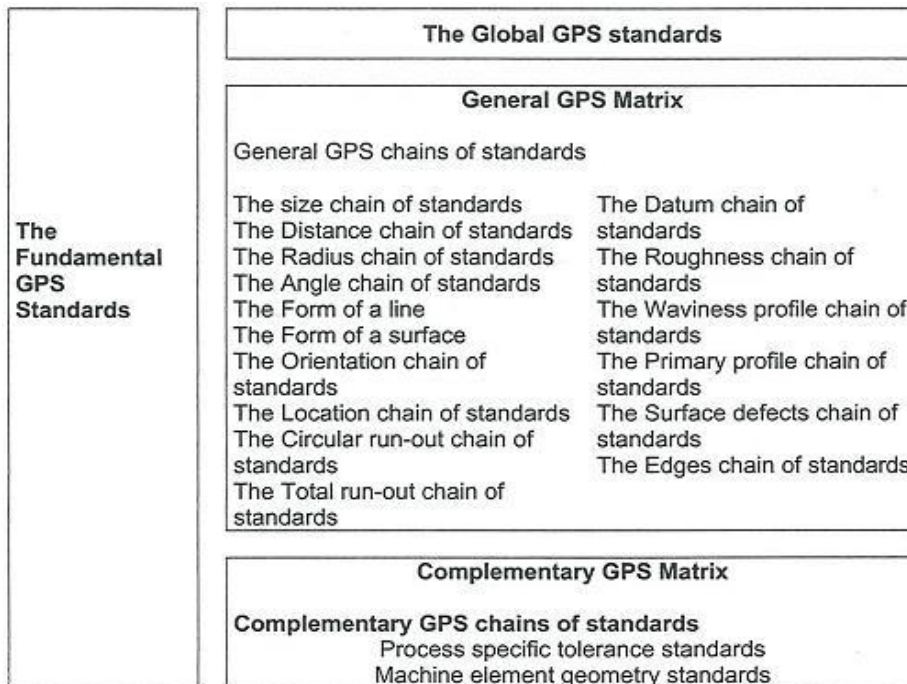 The
Fundamental
GPS
Standards
The Global GPS standards
General GPS Matrix
General GPS chains of standards
The size chain of standards
The Distance chain of standards
The Radius chain of standards
The Angle chain of standards
The Form of a line
The Form of a surface
The Orientation chain of
standards
The Location chain of standards
The Circular run-out chain of
standards
The Total run-out chain of
standards
The Datum chain of
standards
The Roughness chain of
standards
The Waviness profile chain of
standards
The Primary profile chain of
standards
The Surface defects chain of
standards
The Edges chain of standards
Complementary GPS Matrix
Complementary GPS chains of standards
Process specific tolerance standards
Machine element geometry standards